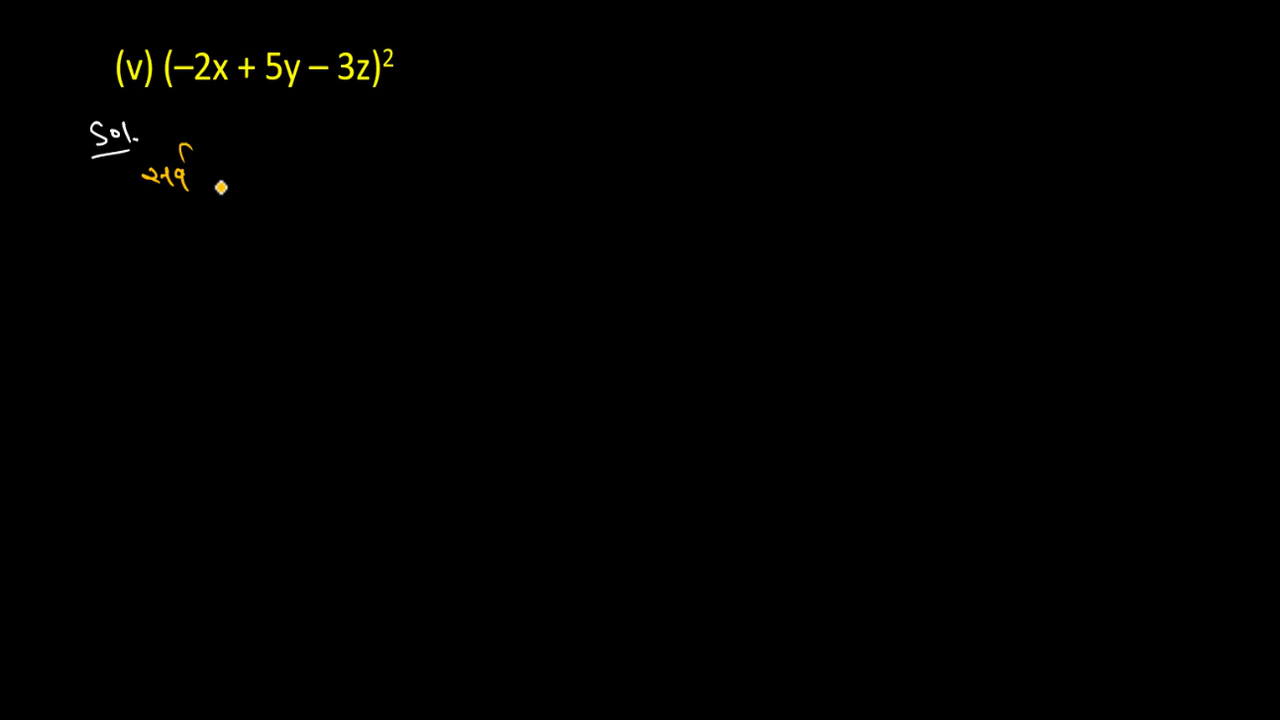 (v) (–2x + 5y – 3z)²
Sol.